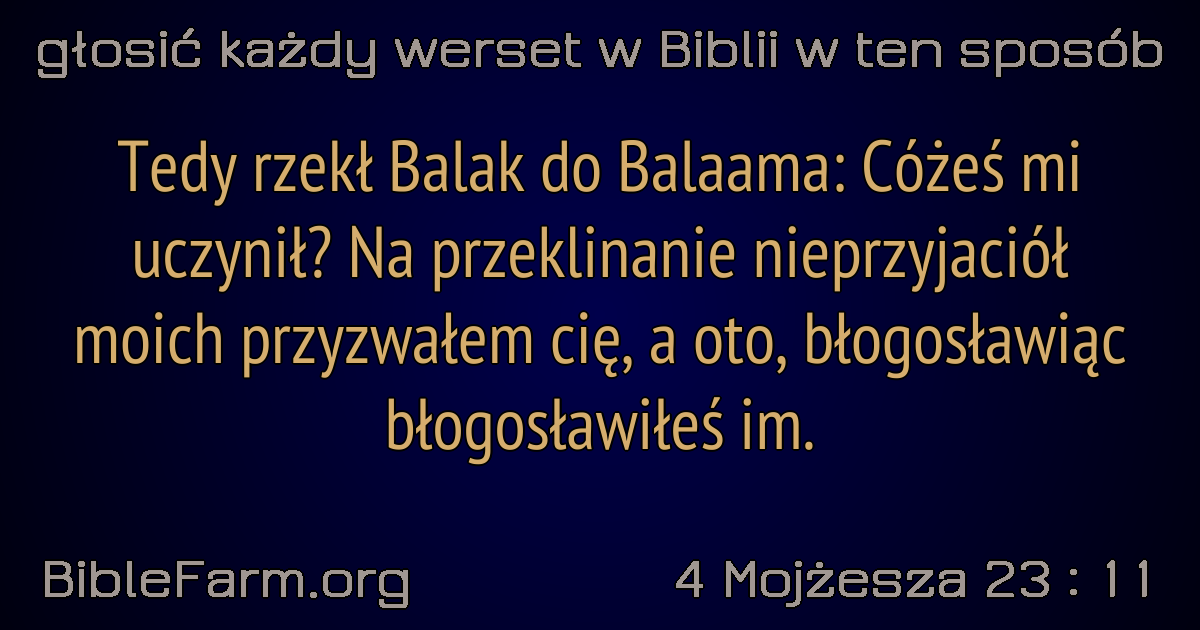 głosić każdy werset w Biblii w ten sposób
Tedy rzekł Balak do Balaama: Cóżeś mi
uczynił? Na przeklinanie nieprzyjaciół
moich przyzwałem cię, a oto, błogosławiąc
błogosławiłeś im.
BibleFarm.org
4 Mojżesza 23 : 11